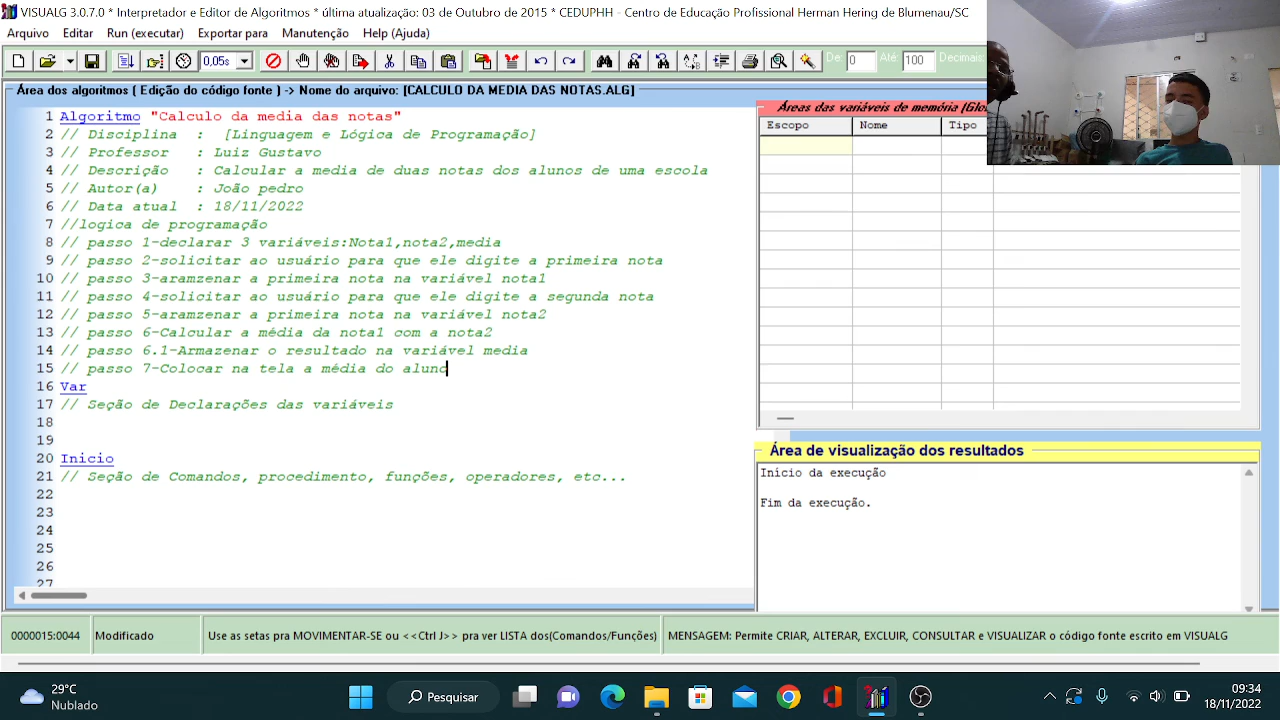 VISUALG 3.0.7.0 * Interpretador e Editor de Algoritmos * última atualização: 03 de Outubro de 2015 * CEDUPHH - Centro de Educação Profissional Herman Hering de Blumenau/SC
Arquivo Editar Run (executar) Exportar para Manutenção Help (Ajuda)
0,05s De: 0 Até: 100 Decimais:
Área dos algoritmos ( Edição do código fonte ) -> Nome do arquivo: [CALCULO DA MEDIA DAS NOTAS.ALG]
1 Algoritmo "Calculo da media das notas"
2 // Disciplina : [Linguagem e Lógica de Programação]
3 // Professor : Luiz Gustavo
4 // Descrição : Calcular a media de duas notas dos alunos de uma escola
5 // Autor(a) : João pedro
6 // Data atual : 18/11/2022
7 //logica de programação
8 // passo 1-declarar 3 variáveis:Nota1,nota2,media
9 // passo 2-solicitar ao usuário para que ele digite a primeira nota
10 // passo 3-aramzenar a primeira nota na variável nota1
11 // passo 4-solicitar ao usuário para que ele digite a segunda nota
12 // passo 5-aramzenar a primeira nota na variável nota2
13 // passo 6-Calcular a média da nota1 com a nota2
14 // passo 6.1-Armazenar o resultado na variável media
15 // passo 7-Colocar na tela a média do aluno
16 Var
17 // Seção de Declarações das variáveis
18
19
20 Inicio
21 // Seção de Comandos, procedimento, funções, operadores, etc...
22
23
24
25
26
27
Áreas das variáveis de memória (Glo
Escopo Nome Tipo
Área de visualização dos resultados
Início da execução
Fim da execução.
0000015:0044 Modificado Use as setas pra MOVIMENTAR-SE ou <<Ctrl J>> pra ver LISTA dos(Comandos/Funções) MENSAGEM: Permite CRIAR, ALTERAR, EXCLUIR, CONSULTAR e VISUALIZAR o código fonte escrito em VISUALG
29°C
Nublado
Pesquisar
09:34
18/11/2022